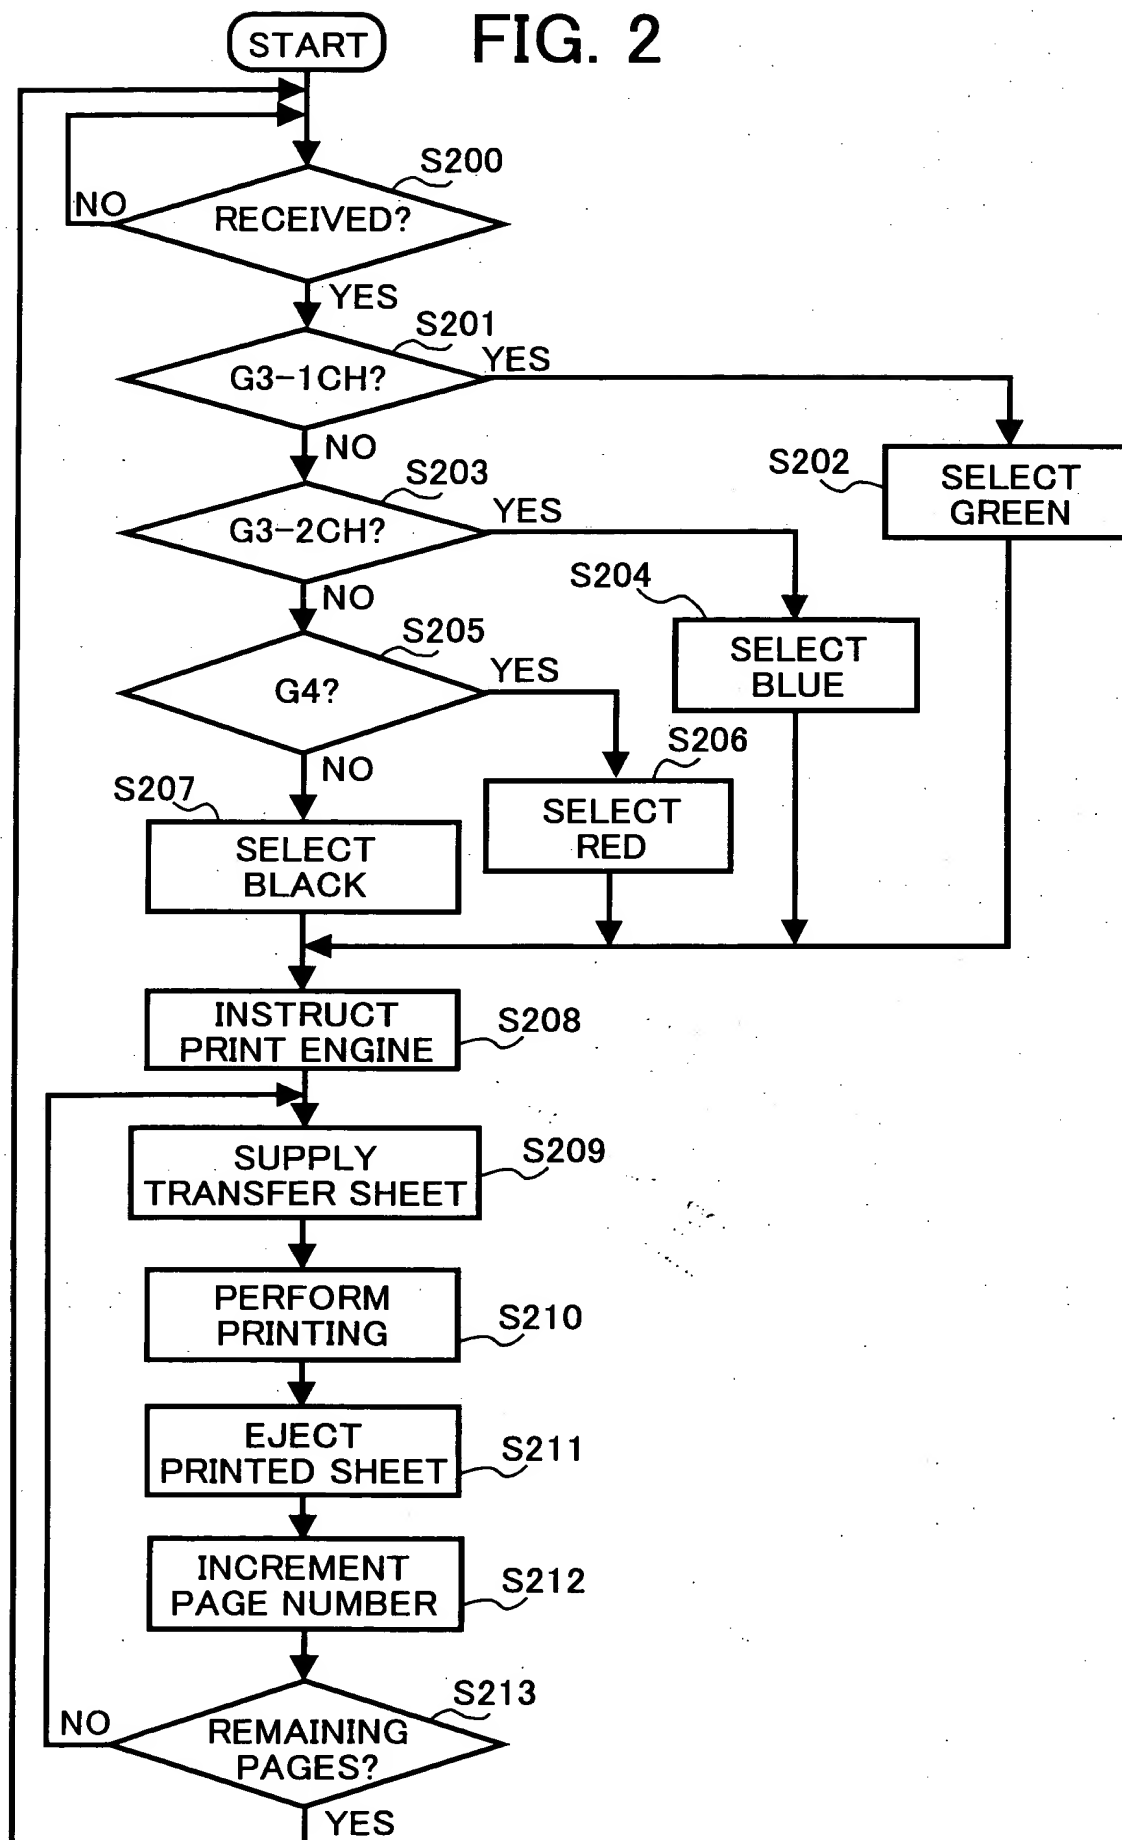 FIG. 2
START
S200
RECEIVED?
NO
YES
S201
G3-1CH?
YES
NO
S202
SELECT
GREEN
S203
G3-2CH?
YES
NO
S204
SELECT
BLUE
S205
G4?
YES
NO
S206
SELECT
RED
S207
SELECT
BLACK
INSTRUCT
PRINT ENGINE
S208
SUPPLY
TRANSFER SHEET
S209
PERFORM
PRINTING
S210
EJECT
PRINTED SHEET
S211
INCREMENT
PAGE NUMBER
S212
S213
REMAINING
PAGES?
NO
YES